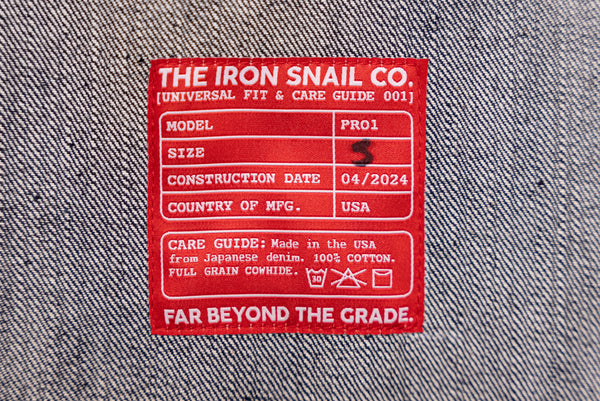 THE IRON SNAIL CO.
[UNIVERSAL FIT & CARE GUIDE 001]
MODEL PRO1
SIZE
CONSTRUCTION DATE 04/2024
COUNTRY OF MFG. USA
CARE GUIDE: Made in the USA
from Japanese denim. 100% COTTON.
FULL GRAIN COWHIDE. 30
FAR BEYOND THE GRADE.